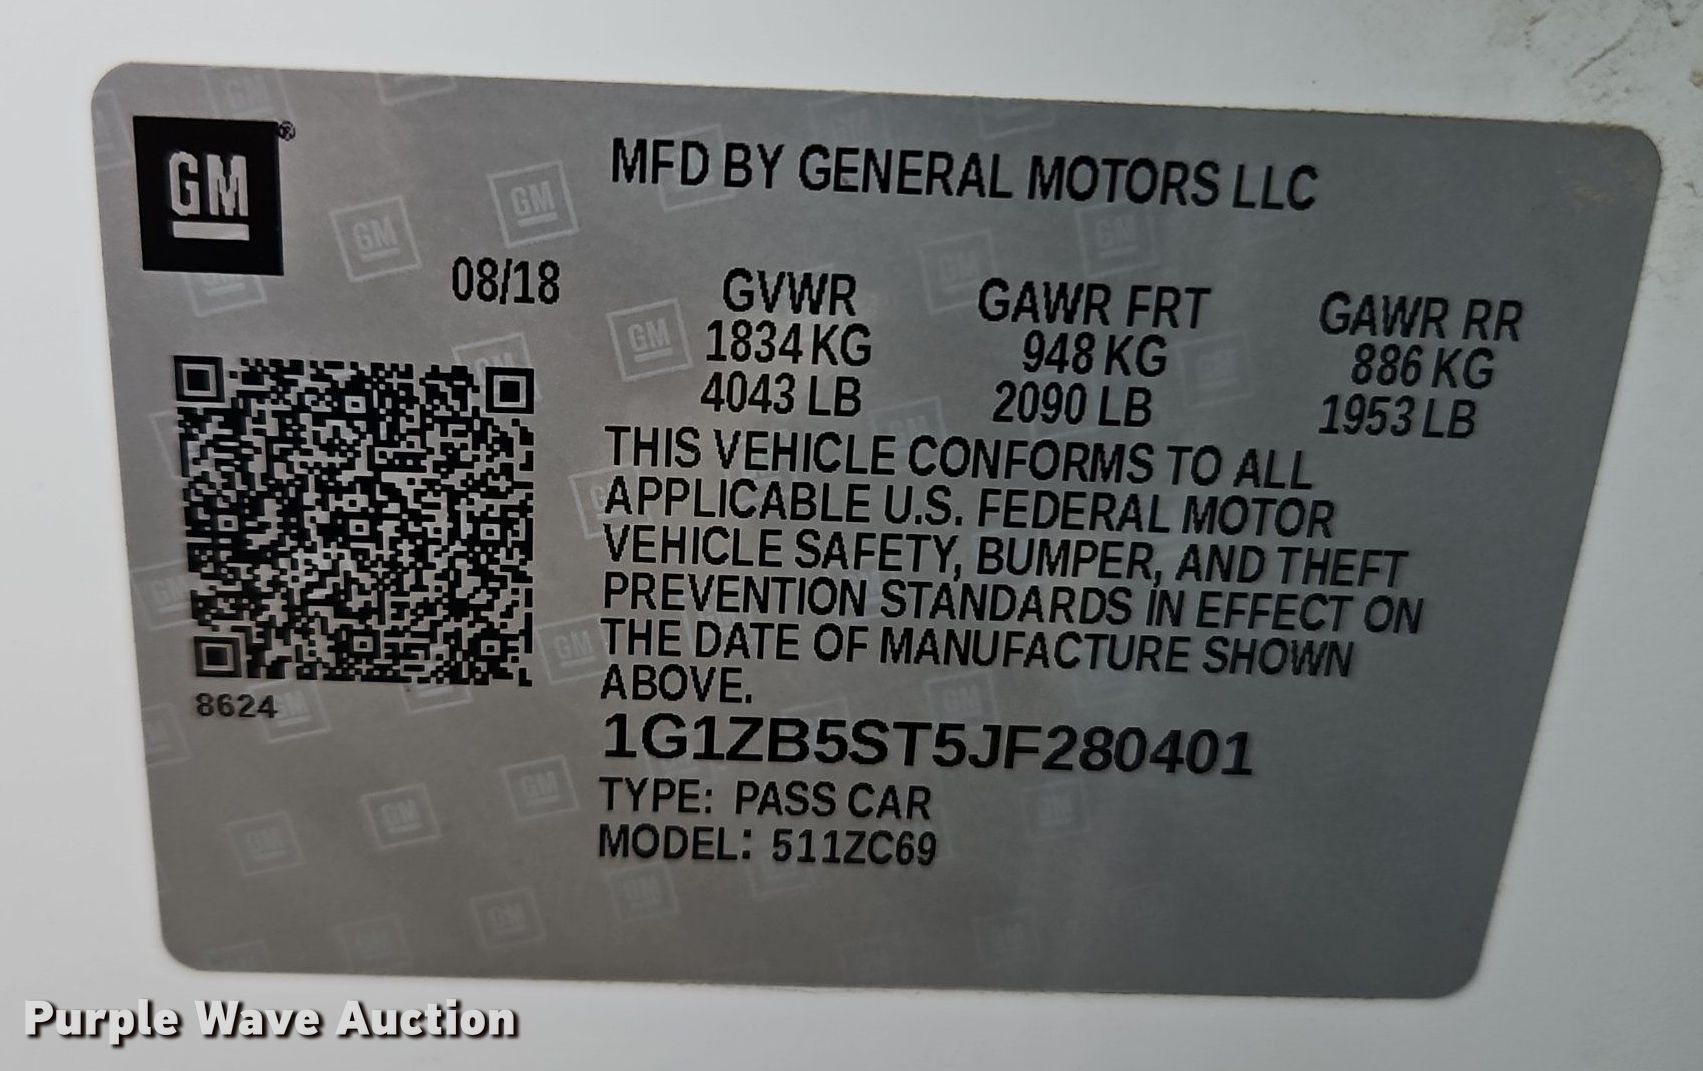 GM®
MFD BY GENERAL MOTORS LLC
08/18
GVWR
1834 KG
4043 LB
GAWR FRT
948 KG
2090 LB
GAWR RR
886 KG
1953 LB
THIS VEHICLE CONFORMS TO ALL
APPLICABLE U.S. FEDERAL MOTOR
VEHICLE SAFETY, BUMPER, AND THEFT
PREVENTION STANDARDS IN EFFECT ON
THE DATE OF MANUFACTURE SHOWN
ABOVE.
8624
1G1ZB5ST5JF280401
TYPE: PASS CAR
MODEL: 511ZC69
Purple Wave Auction